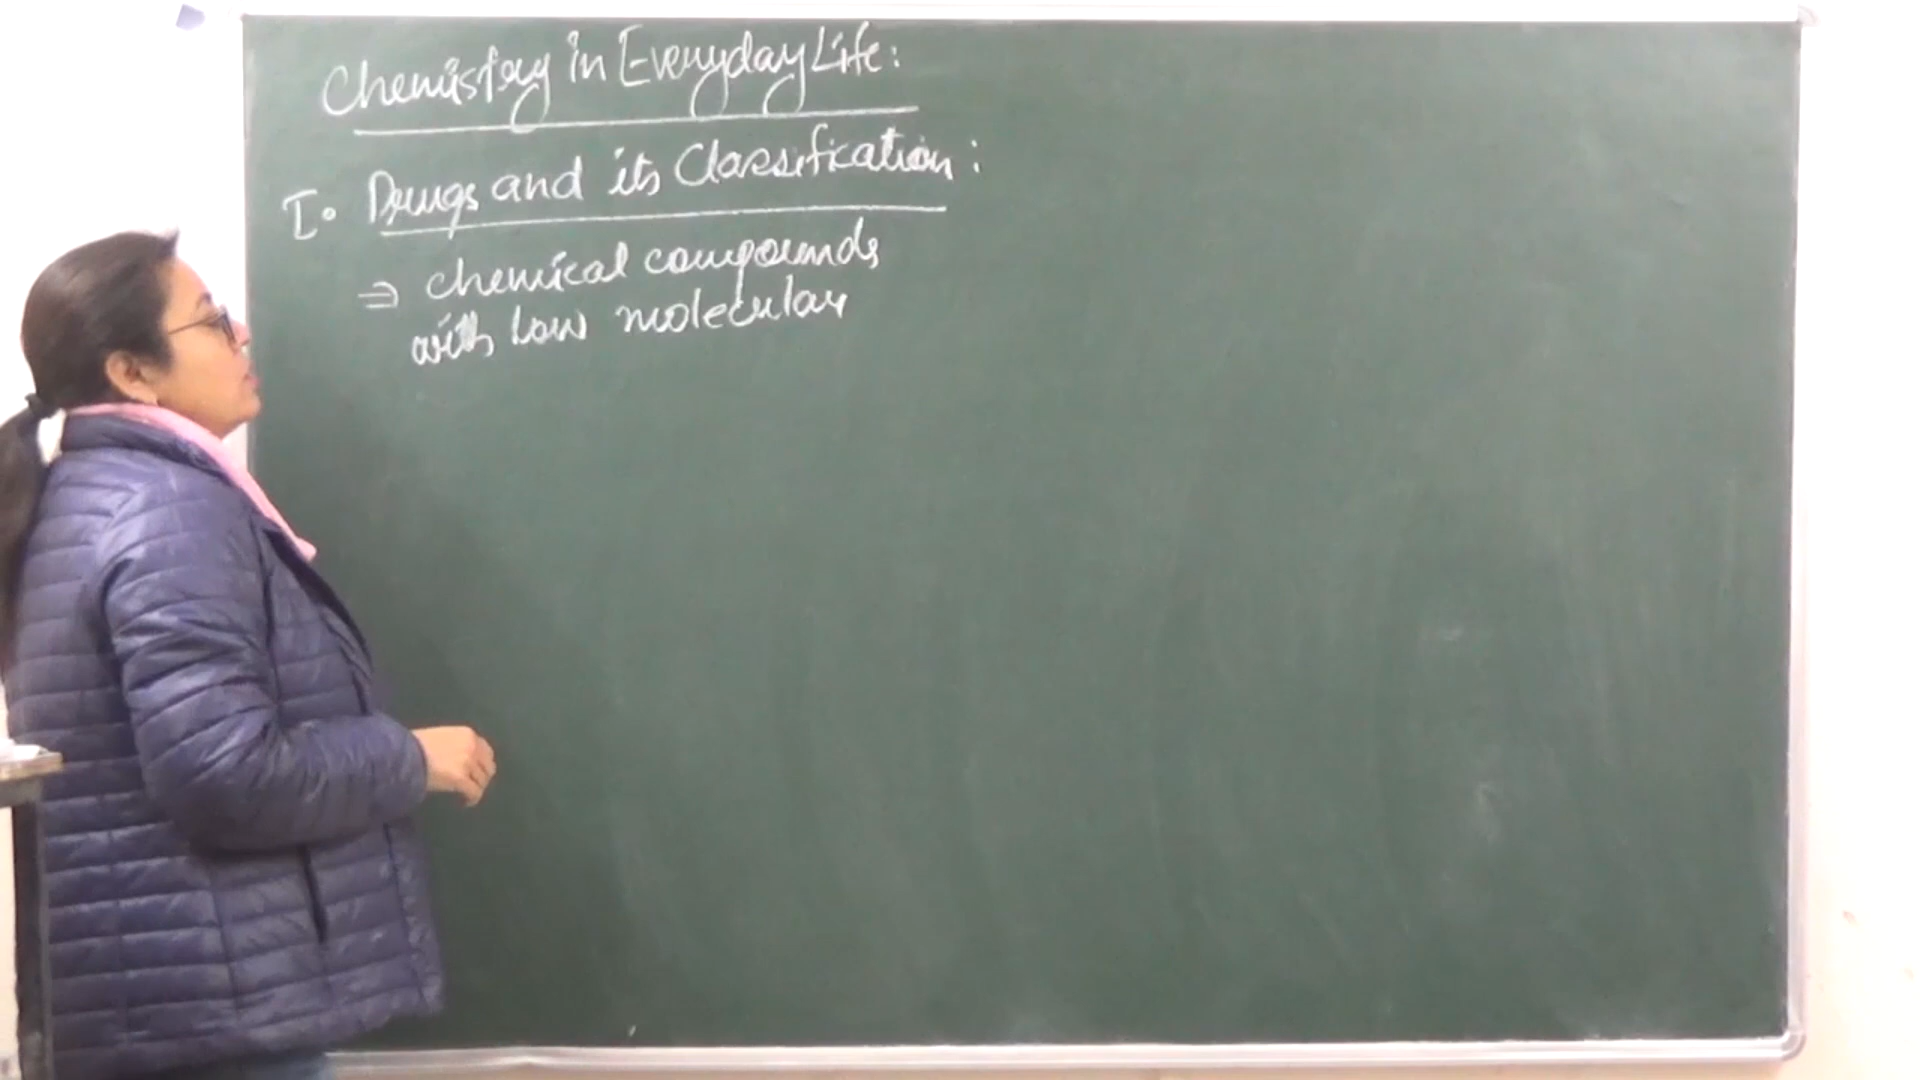 Chemistry in Everyday Life:
I. Drugs and its Classification:
⇒ chemical compounds
with low molecular